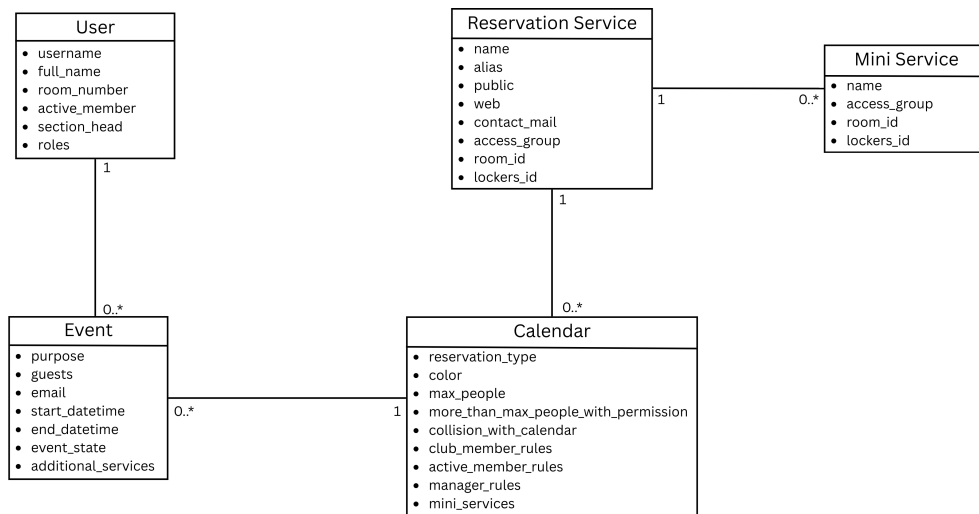 User
username
full_name
room_number
active_member
section_head
roles
1
0..*
Event
purpose
guests
email
start_datetime
end_datetime
event_state
additional_services
0..*
1
Reservation Service
name
alias
public
web
contact_mail
access_group
room_id
lockers_id
1
0..*
Mini Service
name
access_group
room_id
lockers_id
1
0..*
Calendar
reservation_type
color
max_people
more_than_max_people_with_permission
collision_with_calendar
club_member_rules
active_member_rules
manager_rules
mini_services